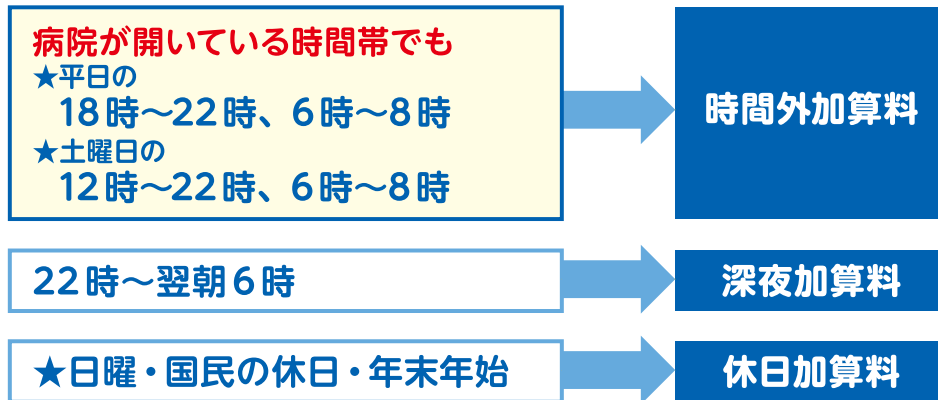 病院が開いている時間帯でも
★平日の
18時～22時、6時～8時
★土曜日の
12時～22時、6時～8時
時間外加算料
22時～翌朝6時
深夜加算料
★日曜・国民の休日・年末年始
休日加算料